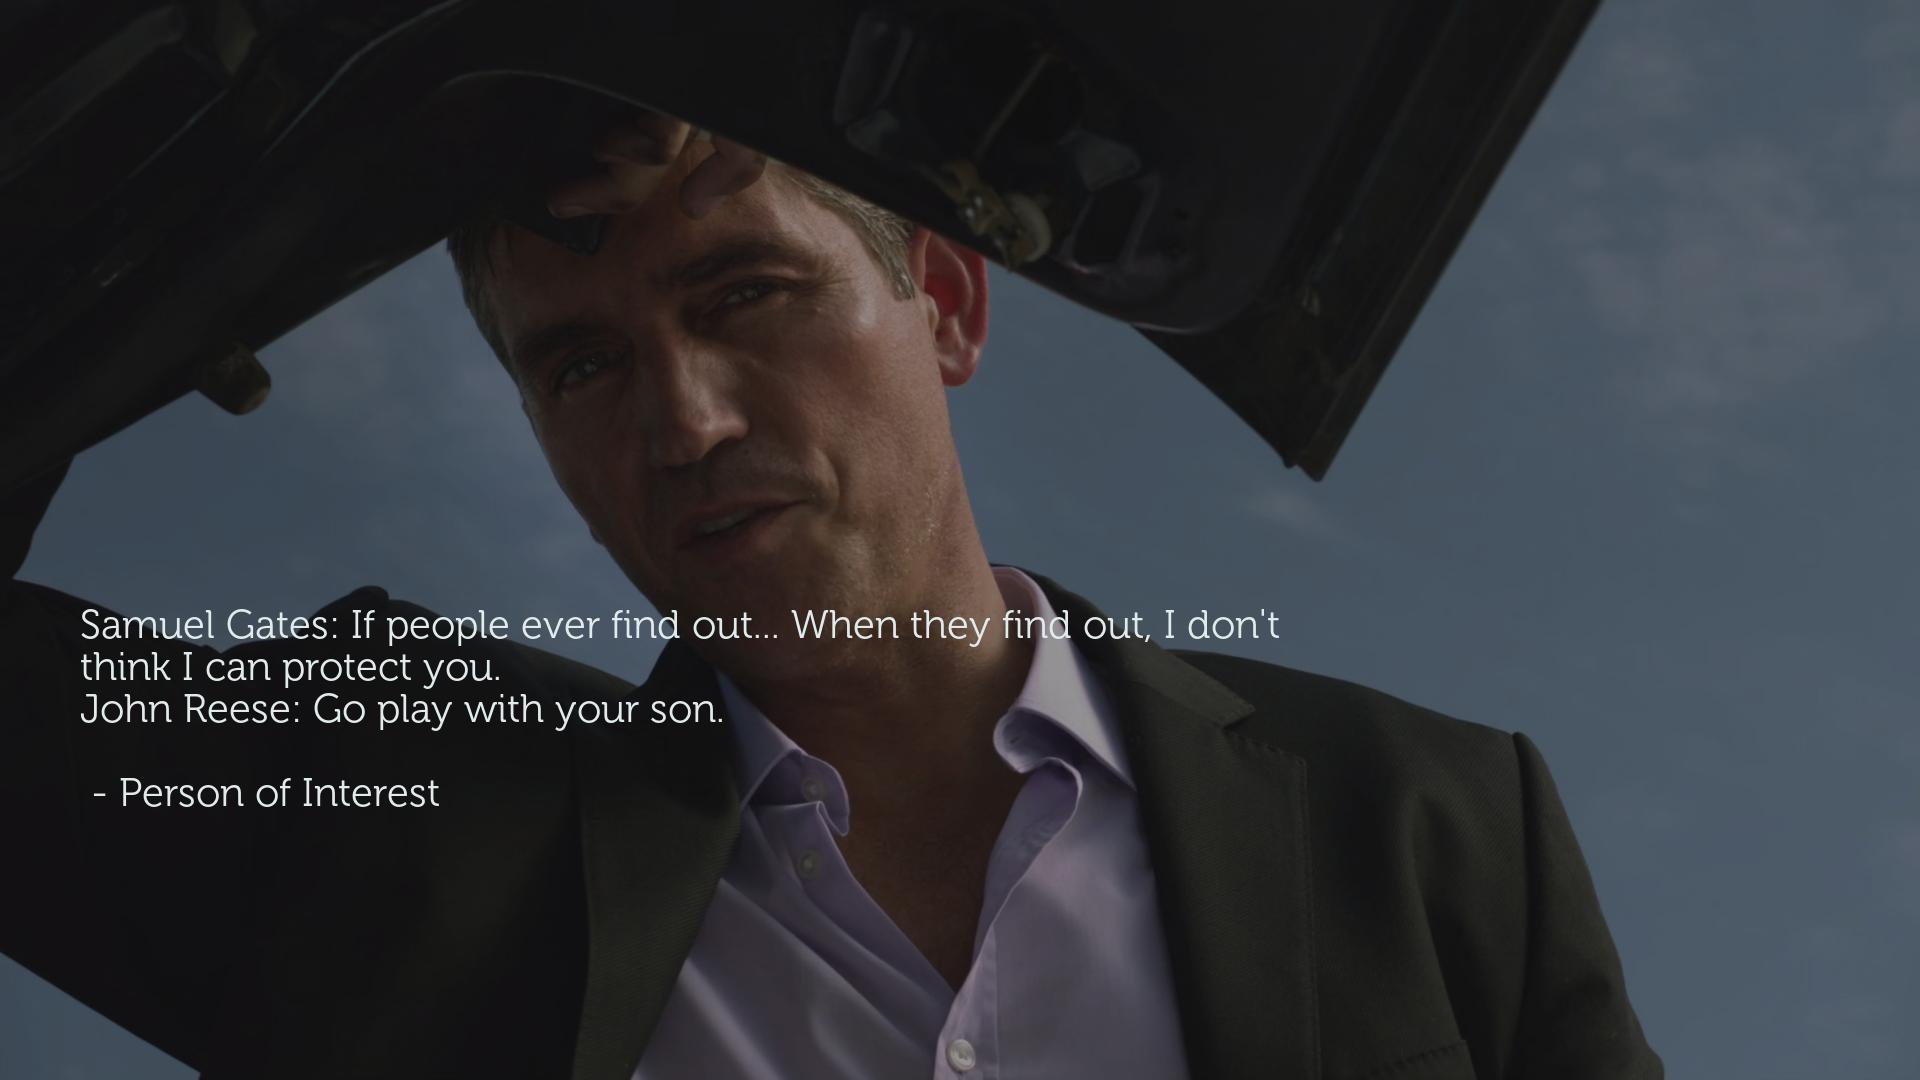 Samuel Gates: If people ever find out... When they find out, I don't
think I can protect you.
John Reese: Go play with your son.
- Person of Interest